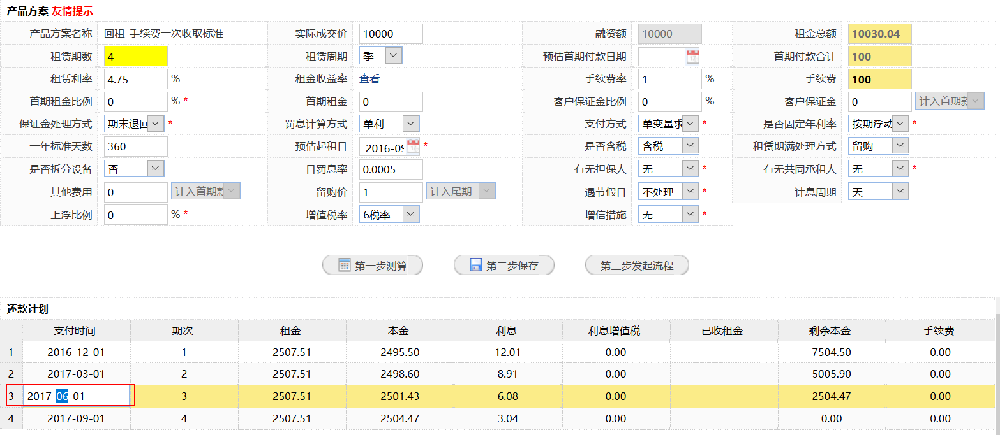 产品方案 友情提示
产品方案名称 回租-手续费一次收取标准 实际成交价 10000 融资额 10000 租金总额 10030.04
租赁期数 4 租赁周期 季 预估首期付款日期 首期付款合计 100
租赁利率 4.75 % 租金收益率 查看 手续费率 1 % 手续费 100
首期租金比例 0 % * 首期租金 0 客户保证金比例 0 % 客户保证金 0 计入首期款
保证金处理方式 期末退回 * 罚息计算方式 单利 支付方式 单变量求 * 是否固定年利率 按期浮动 *
一年标准天数 360 预估起租日 2016-09 * 是否含税 含税 租赁期满处理方式 留购
是否拆分设备 否 日罚息率 0.0005 有无担保人 无 * 有无共同承租人 无 *
其他费用 0 计入首期款 留购价 1 计入尾期 遇节假日 不处理 * 计息周期 天
上浮比例 0 % * 增值税率 6税率 增信措施 无 *
第一步测算 第二步保存 第三步发起流程
还款计划
支付时间 期次 租金 本金 利息 利息增值税 已收租金 剩余本金 手续费
1 2016-12-01 1 2507.51 2495.50 12.01 0.00 7504.50 0.00
2 2017-03-01 2 2507.51 2498.60 8.91 0.00 5005.90 0.00
3 2017-06-01 3 2507.51 2501.43 6.08 0.00 2504.47 0.00
4 2017-09-01 4 2507.51 2504.47 3.04 0.00 0.00 0.00